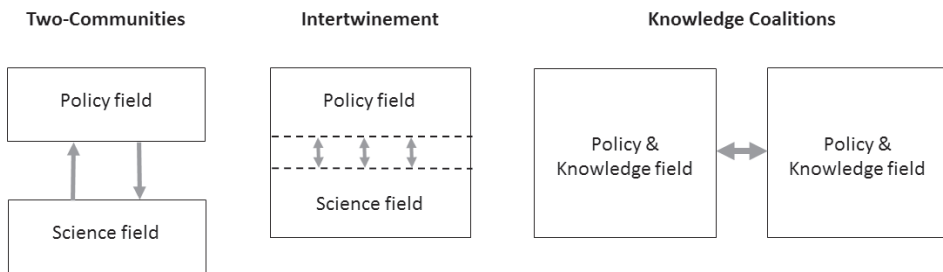 Two-Communities
Intertwinement
Knowledge Coalitions
Policy field
Science field
Policy field
Science field
Policy &
Knowledge field
Policy &
Knowledge field